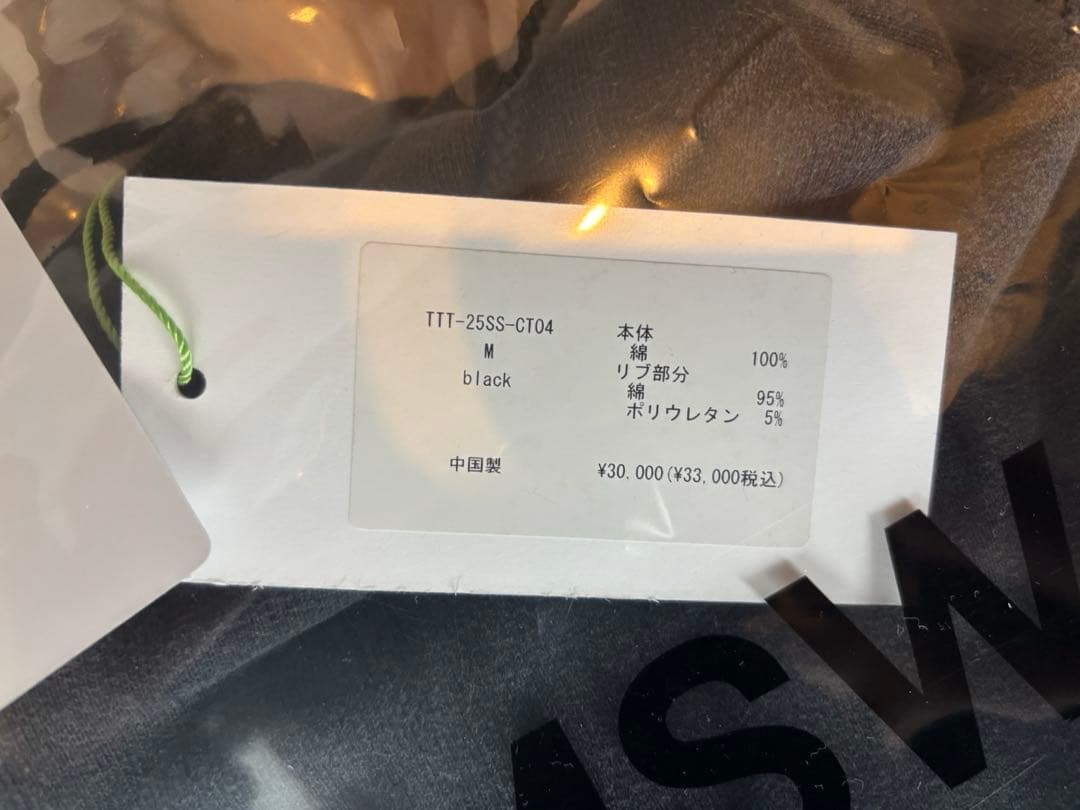 TTT-25SS-CT04
M
black
中国製
本体
綿 100%
リブ部分
綿 95%
ポリウレタン 5%
¥30,000(¥33,000税込)
SW